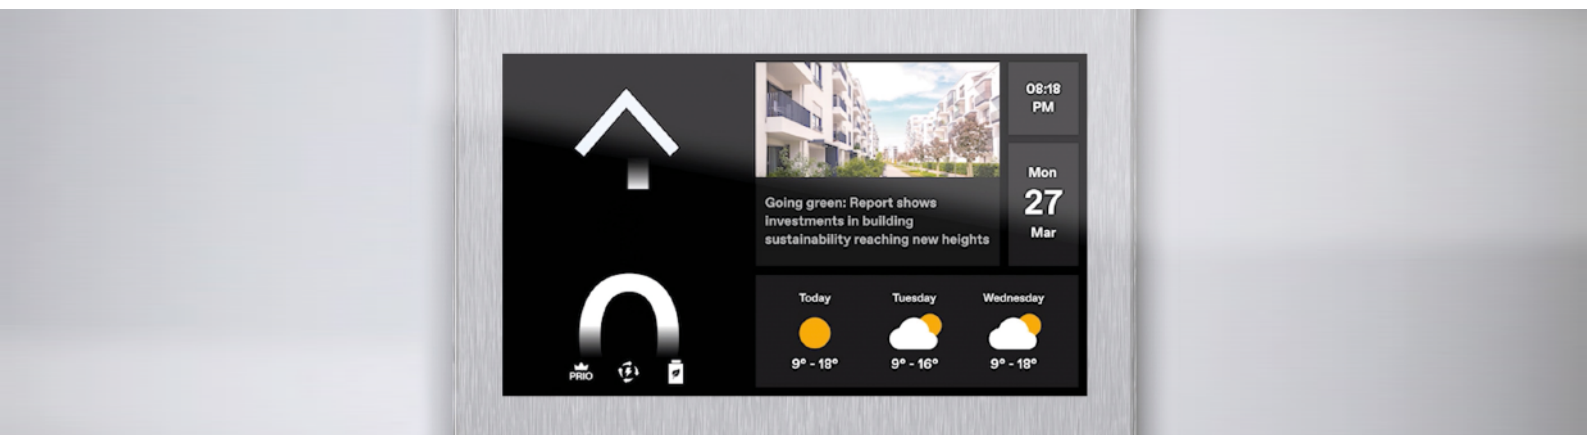 08:18
PM
Going green: Report shows
investments in building
sustainability reaching new heights
Mon
27
Mar
Today
Tuesday
Wednesday
9° - 18°
9° - 16°
9° - 18°
PRIO